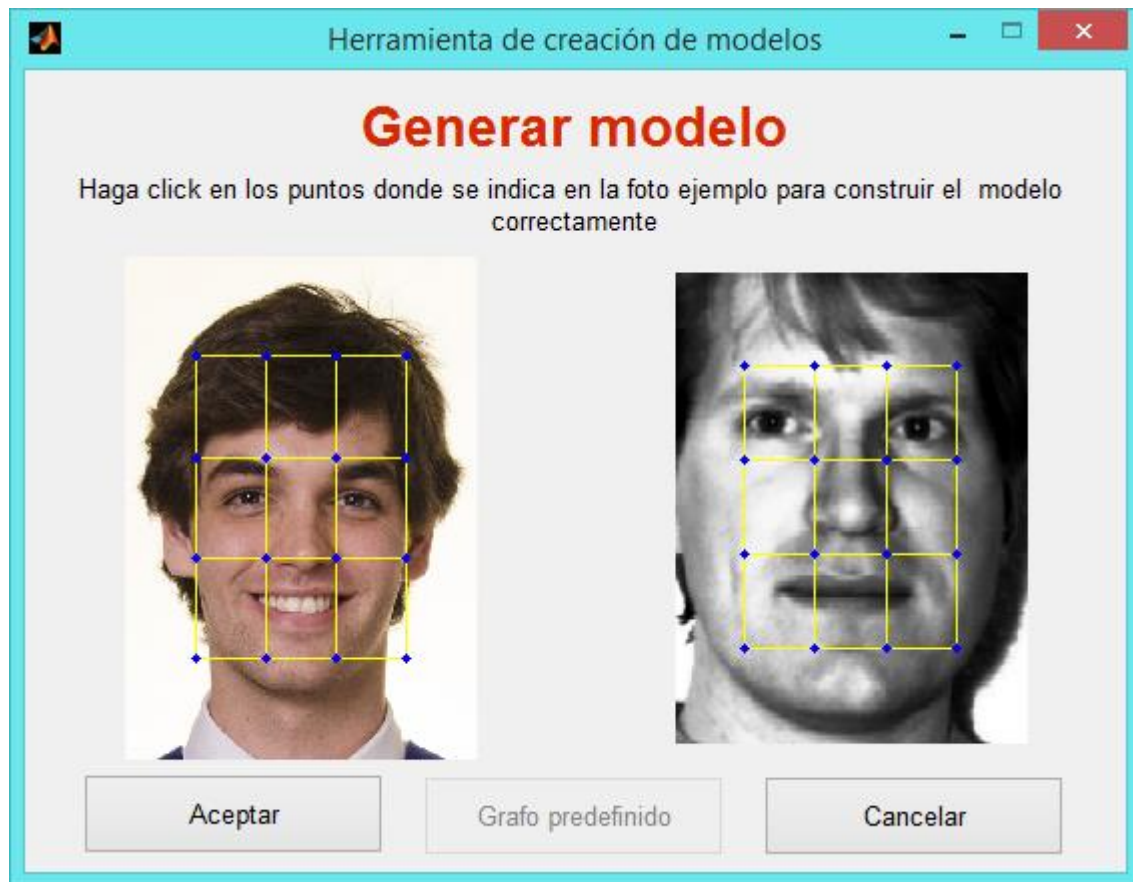 Herramienta de creación de modelos
Generar modelo
Haga click en los puntos donde se indica en la foto ejemplo para construir el  modelo
correctamente
Aceptar
Grafo predefinido
Cancelar